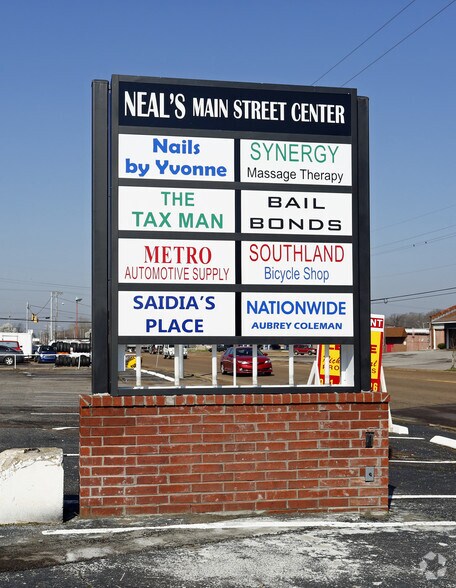 NEAL'S MAIN STREET CENTER
Nails
by Yvonne
SYNERGY
Massage Therapy
THE
TAX MAN
BAIL
BONDS
METRO
AUTOMOTIVE SUPPLY
SOUTHLAND
Bicycle Shop
SAIDIA'S
PLACE
NATIONWIDE
AUBREY COLEMAN